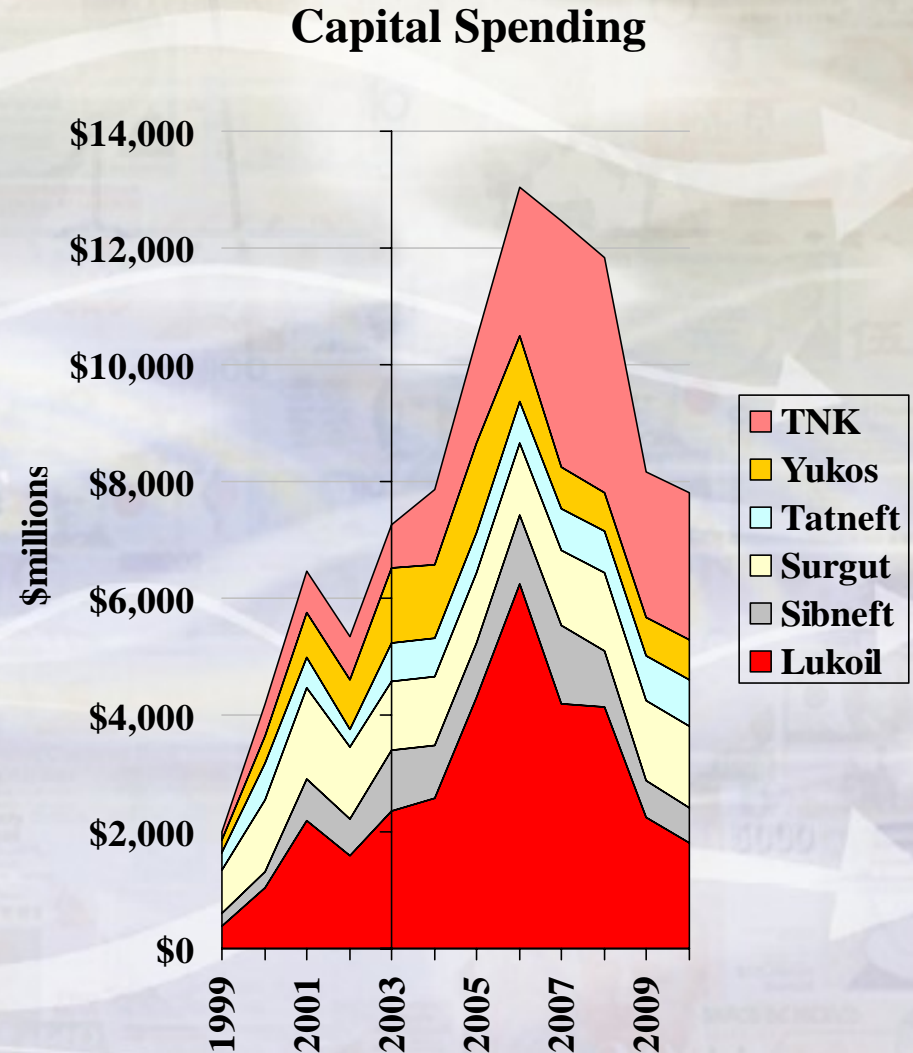 Capital Spending
$14,000
$12,000
$10,000
$8,000
$6,000
$4,000
$2,000
$0
$millions
1999
2001
2003
2005
2007
2009
TNK
Yukos
Tatneft
Surgut
Sibneft
Lukoil